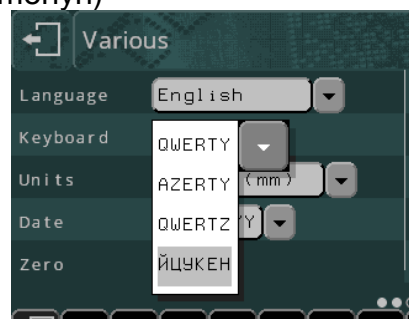 Various
Language English
Keyboard QWERTY
AZERTY
Units (mm)
QWERTZ
Date Y
ЙЦУКЕН
Zero